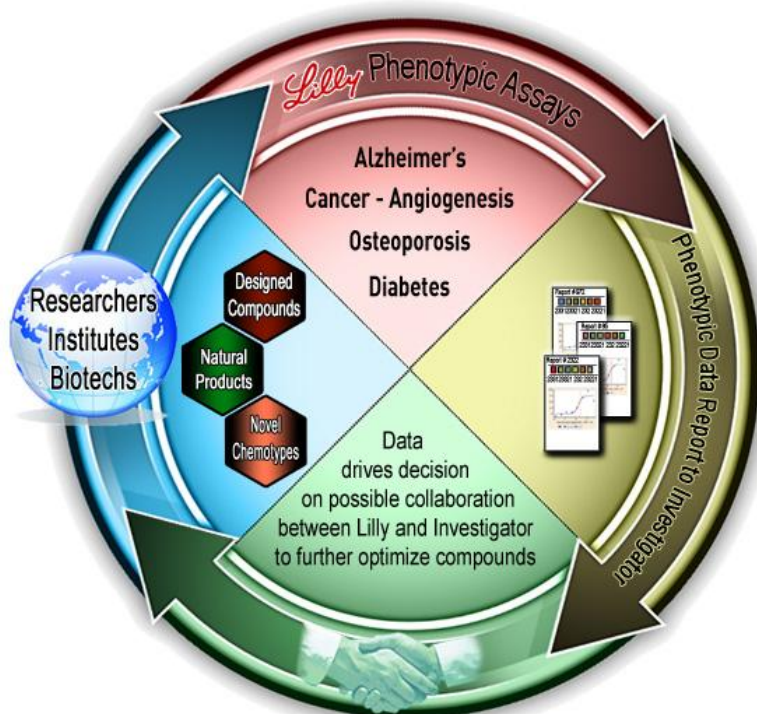 Lilly Phenotypic Assays
Alzheimer's
Cancer - Angiogenesis
Osteoporosis
Diabetes
Researchers
Institutes
Biotechs
Designed
Compounds
Natural
Products
Novel
Chemotypes
Phenotypic Data Report to Investigator
Data
drives decision
on possible collaboration
between Lilly and Investigator
to further optimize compounds